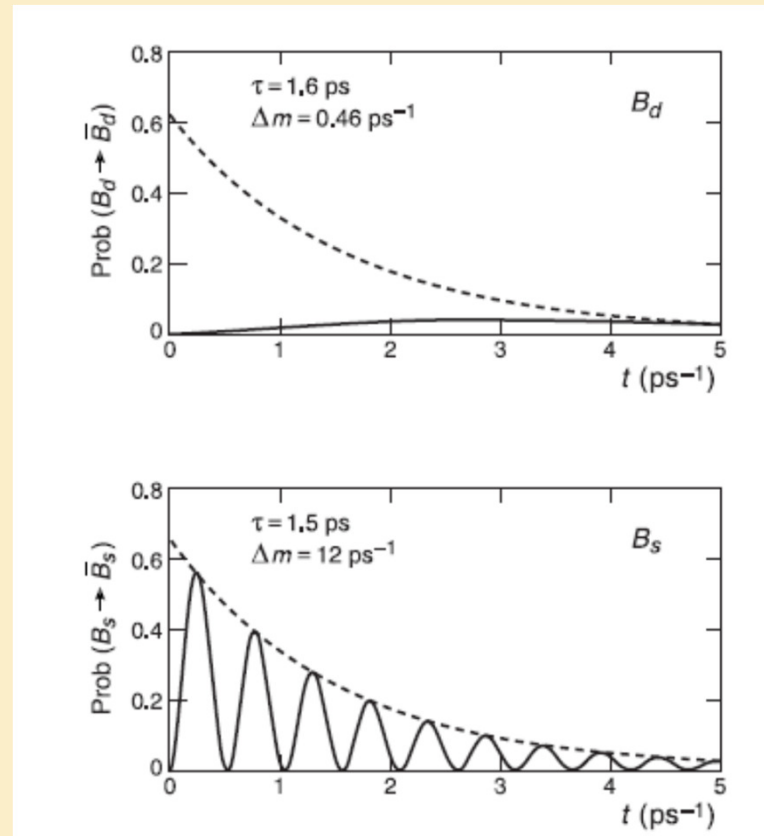 0.8
τ=1.6 ps
Δm=0.46 ps⁻¹
B_d
0.6
0.4
0.2
0
Prob (B_d → B̅_d)
0 1 2 3 4 5
t (ps⁻¹)
0.8
τ=1.5 ps
Δm=12 ps⁻¹
B_s
0.6
0.4
0.2
0
Prob (B_s → B̅_s)
0 1 2 3 4 5
t (ps⁻¹)